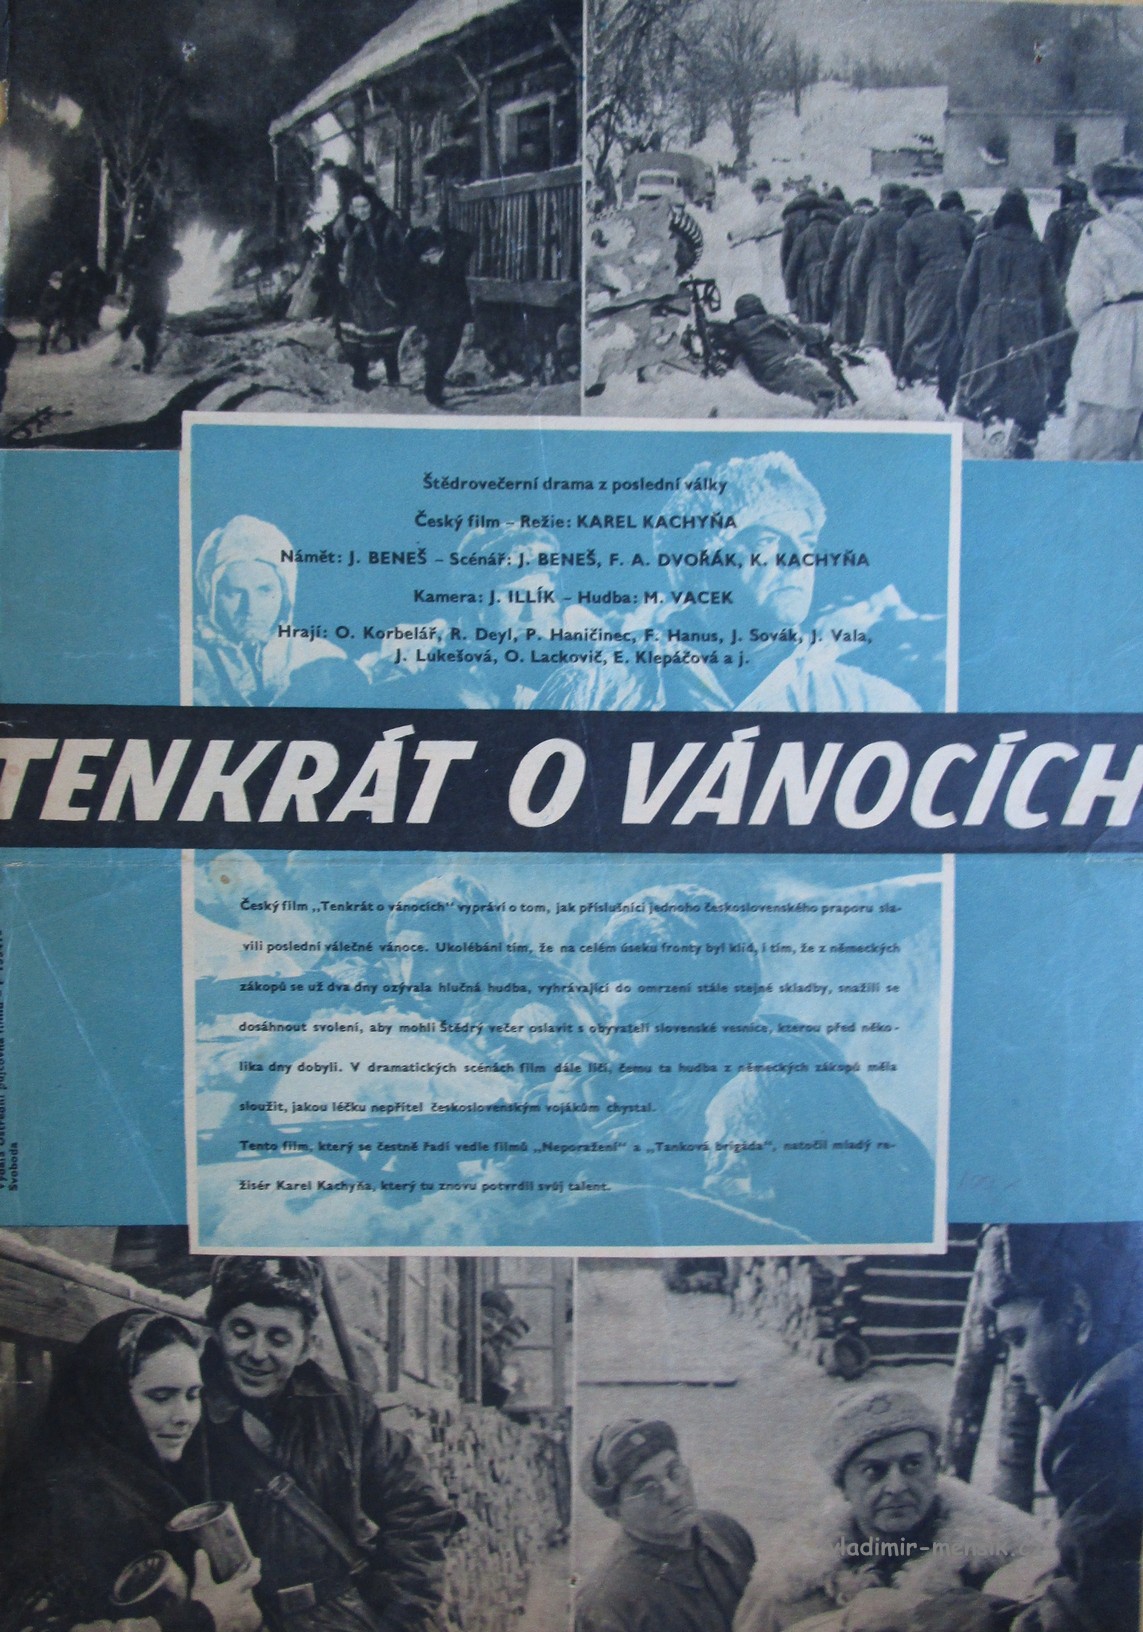 Štědrovečerní drama z poslední války
Český film – Režie: KAREL KACHYŇA
Námět: J. BENEŠ – Scénář: J. BENEŠ, F. A. DVOŘÁK, K. KACHYŇA
Kamera: J. ILLÍK – Hudba: M. VACEK
Hrají: O. Korbelář, R. Deyl, P. Haničinec, F. Hanus, J. Sovák, J. Vala,
J. Lukešová, O. Lackovič, E. Klepáčová a j.
TENKRÁT O VÁNOCÍCH
Český film „Tenkrát o vánocích“ vypráví o tom, jak příslušníci jednoho československého praporu sla-
vili poslední válečné vánoce. Ukolébáni tím, že na celém úseku fronty byl klid, i tím, že z německých
zákopů se už dva dny ozývala hlučná hudba, vyhrávající do omrzení stále stejné skladby, snažili se
dosáhnout svolení, aby mohli Štědrý večer oslavit s obyvateli slovenské vesnice, kterou před něko-
lika dny dobyli. V dramatických scénách film dále líčí, čemu ta hudba z německých zákopů měla
sloužit, jakou léčku nepřítel československým vojákům chystal.
Tento film, který se čestně řadí vedle filmů „Neporažení“ a „Tanková brigáda“, natočil mladý re-
žisér Karel Kachyňa, který tu znovu potvrdil svůj talent.
Svoboda
vladimir-mensik.c